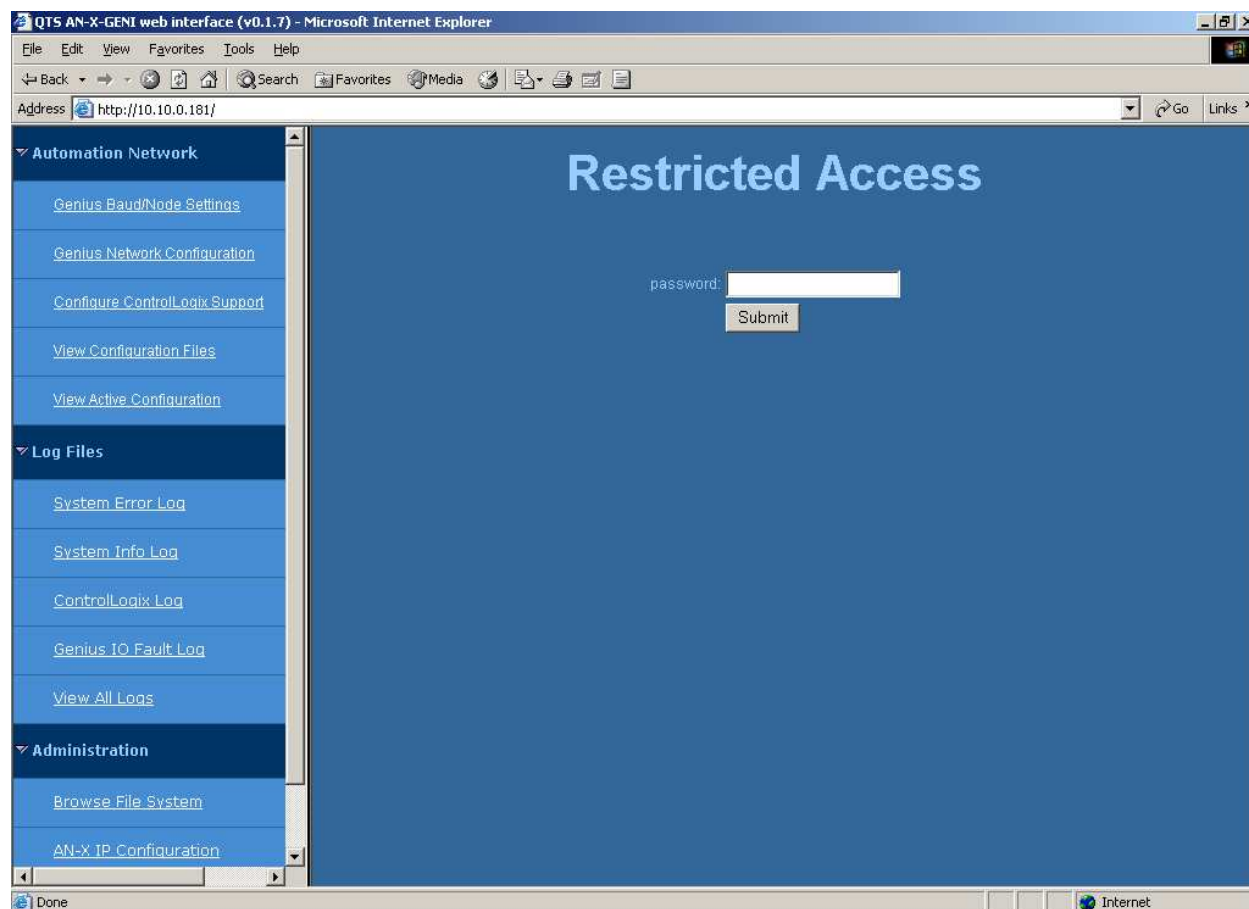 QTS AN-X-GENI web interface (v0.1.7) - Microsoft Internet Explorer
File Edit View Favorites Tools Help
Back Search Favorites Media
Address http://10.10.0.181/ Go Links
Automation Network
Genius Baud/Node Settings
Genius Network Configuration
Configure ControlLogix Support
View Configuration Files
View Active Configuration
Log Files
System Error Log
System Info Log
ControlLogix Log
Genius IO Fault Log
View All Logs
Administration
Browse File System
AN-X IP Configuration
Restricted Access
password:
Submit
Done Internet